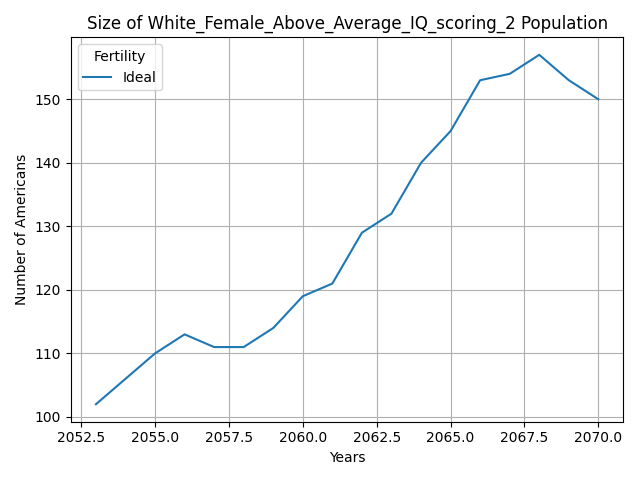 Size of White_Female_Above_Average_IQ_scoring_2 Population
Fertility
Ideal
Number of Americans
150
140
130
120
110
100
2052.5 2055.0 2057.5 2060.0 2062.5 2065.0 2067.5 2070.0
Years